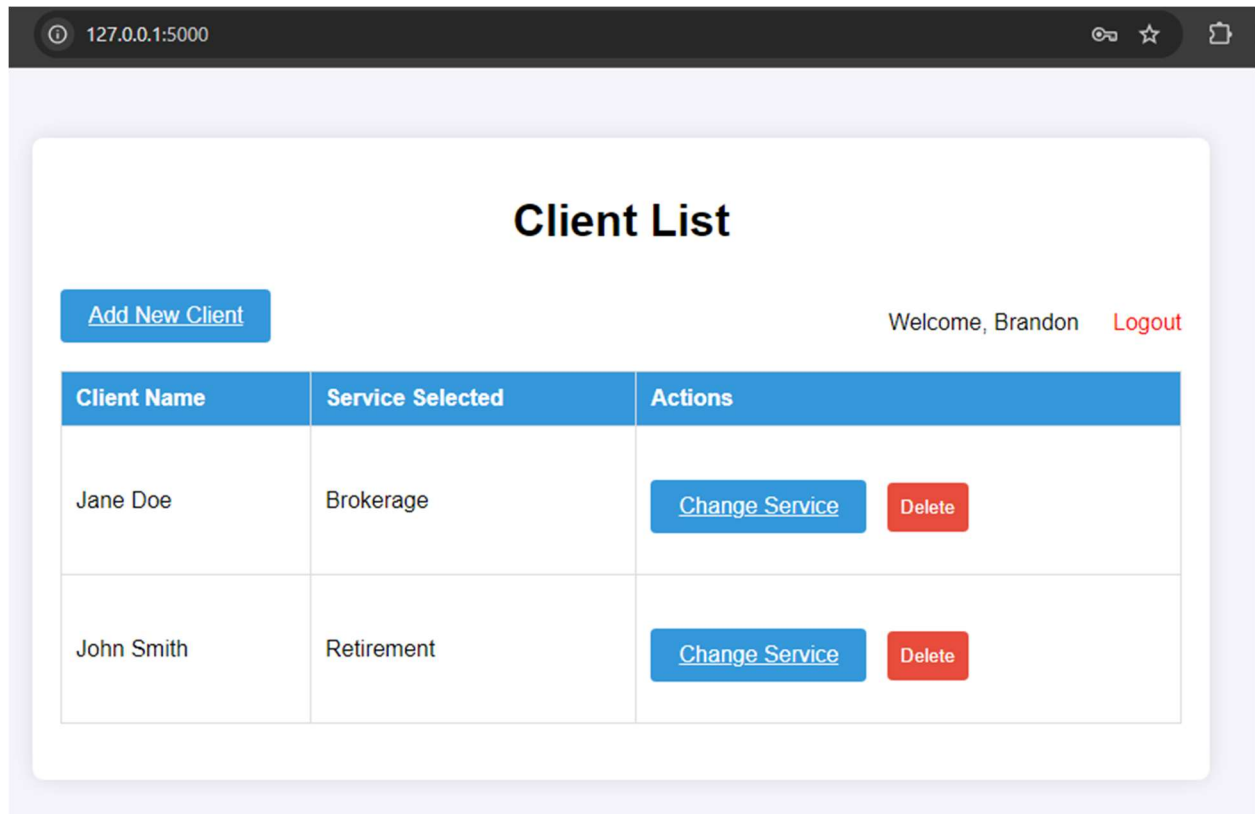 127.0.0.1:5000
Client List
Add New Client
Welcome, Brandon Logout
Client Name Service Selected Actions
Jane Doe Brokerage Change Service Delete
John Smith Retirement Change Service Delete